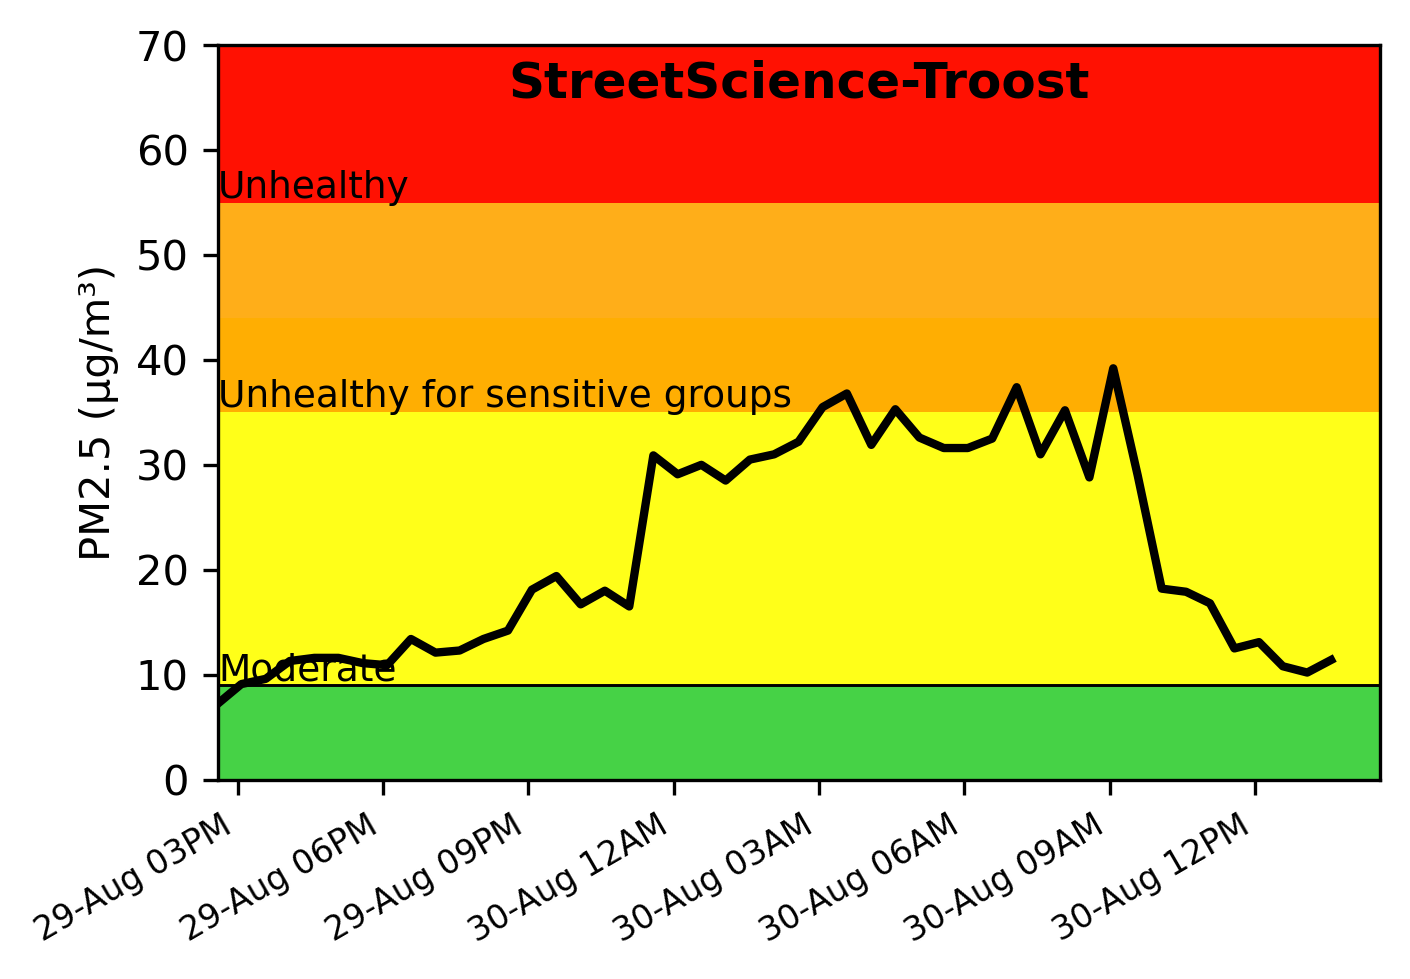 StreetScience-Troost
70
60
50
40
30
20
10
0
PM2.5 (μg/m³)
Unhealthy
Unhealthy for sensitive groups
Moderate
29-Aug 03PM
29-Aug 06PM
29-Aug 09PM
30-Aug 12AM
30-Aug 03AM
30-Aug 06AM
30-Aug 09AM
30-Aug 12PM